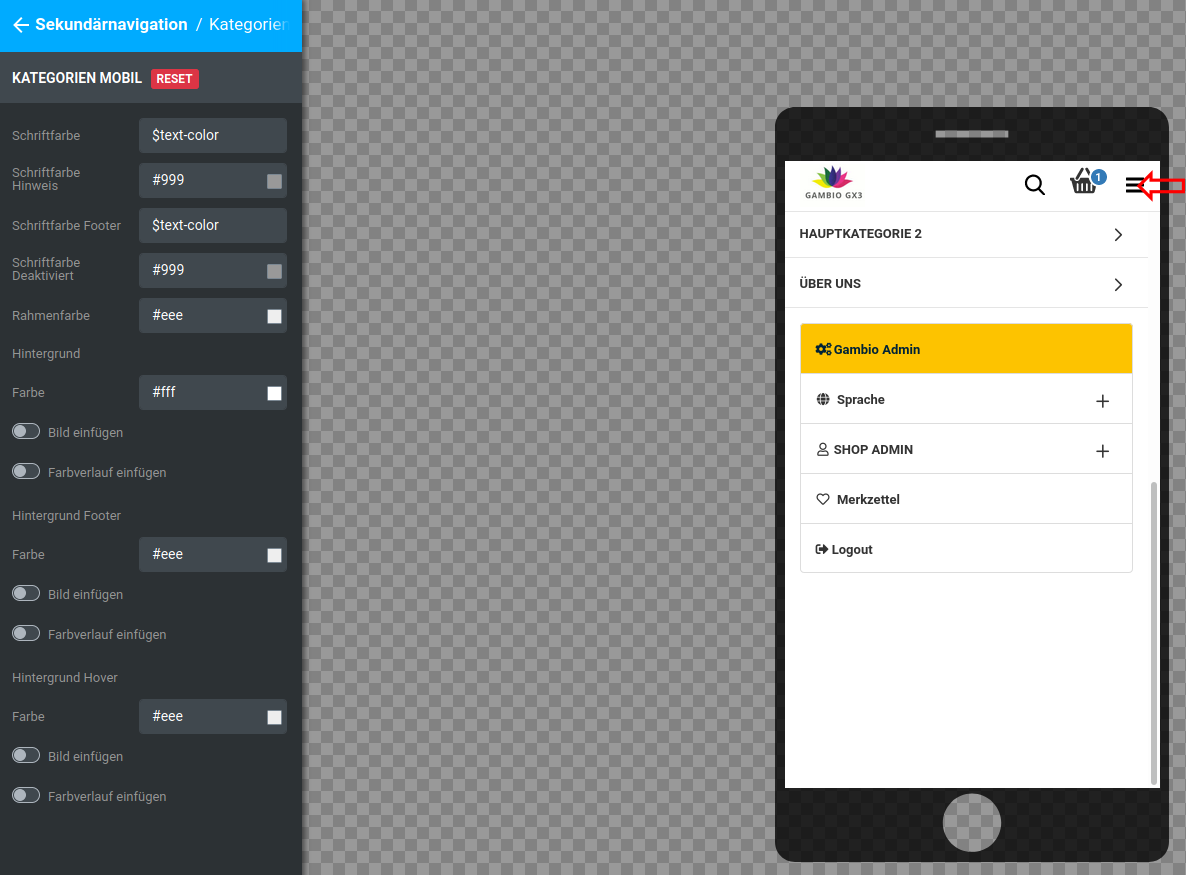 Sekundärnavigation / Kategorien
KATEGORIEN MOBIL RESET
Schriftfarbe $text-color
Schriftfarbe
Hinweis
#999
Schriftfarbe Footer $text-color
Schriftfarbe
Deaktiviert
#999
Rahmenfarbe #eee
Hintergrund
Farbe #fff
Bild einfügen
Farbverlauf einfügen
Hintergrund Footer
Farbe #eee
Bild einfügen
Farbverlauf einfügen
Hintergrund Hover
Farbe #eee
Bild einfügen
Farbverlauf einfügen
GAMBIO GX3
1
HAUPTKATEGORIE 2
ÜBER UNS
Gambio Admin
Sprache
SHOP ADMIN
Merkzettel
Logout